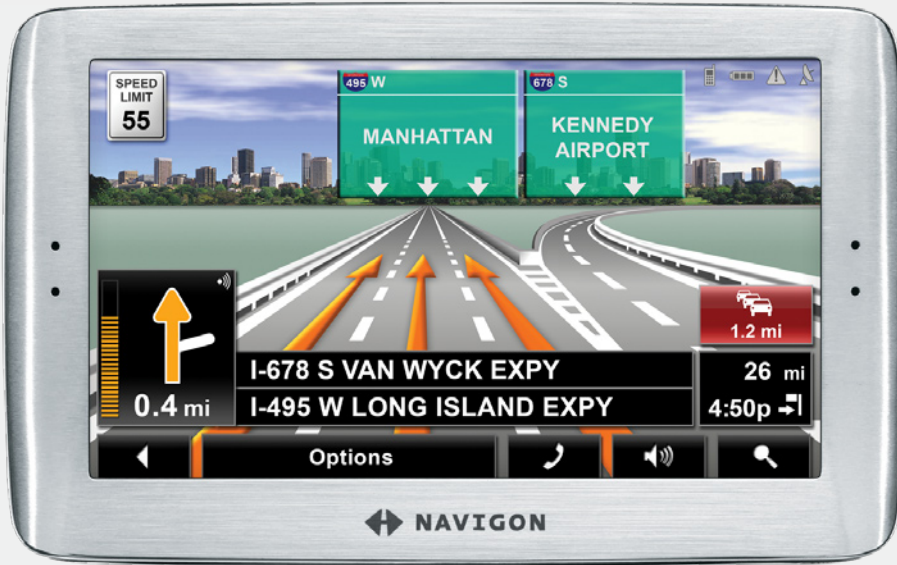 SPEED
LIMIT
55
495 W
MANHATTAN
678 S
KENNEDY
AIRPORT
1.2 mi
0.4 mi
I-678 S VAN WYCK EXPY
I-495 W LONG ISLAND EXPY
26 mi
4:50p
Options
NAVIGON